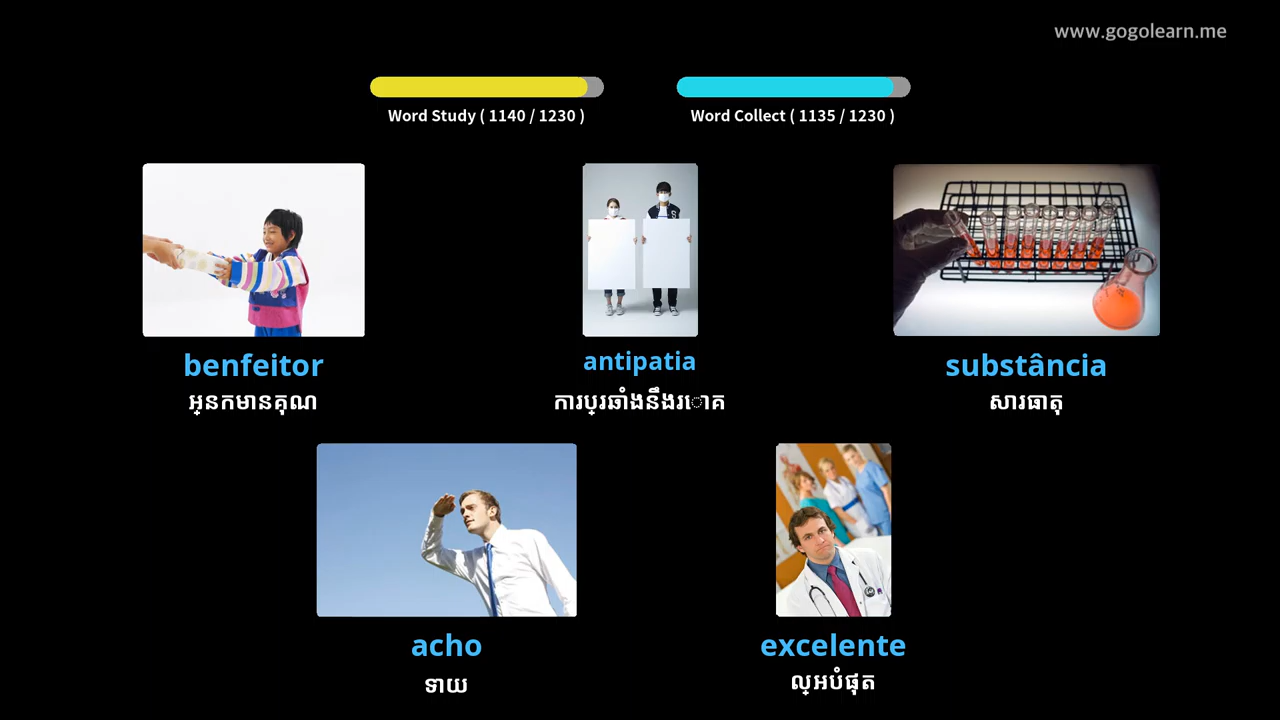 www.gogolearn.me
Word Study ( 1140 / 1230 )
Word Collect ( 1135 / 1230 )
benfeitor
antipatia
substância
អ្នកមានគុណ
ការប្រឆាំងនឹងរោគ
សារធាតុ
acho
excelente
ទាយ
ល្អបំផុត